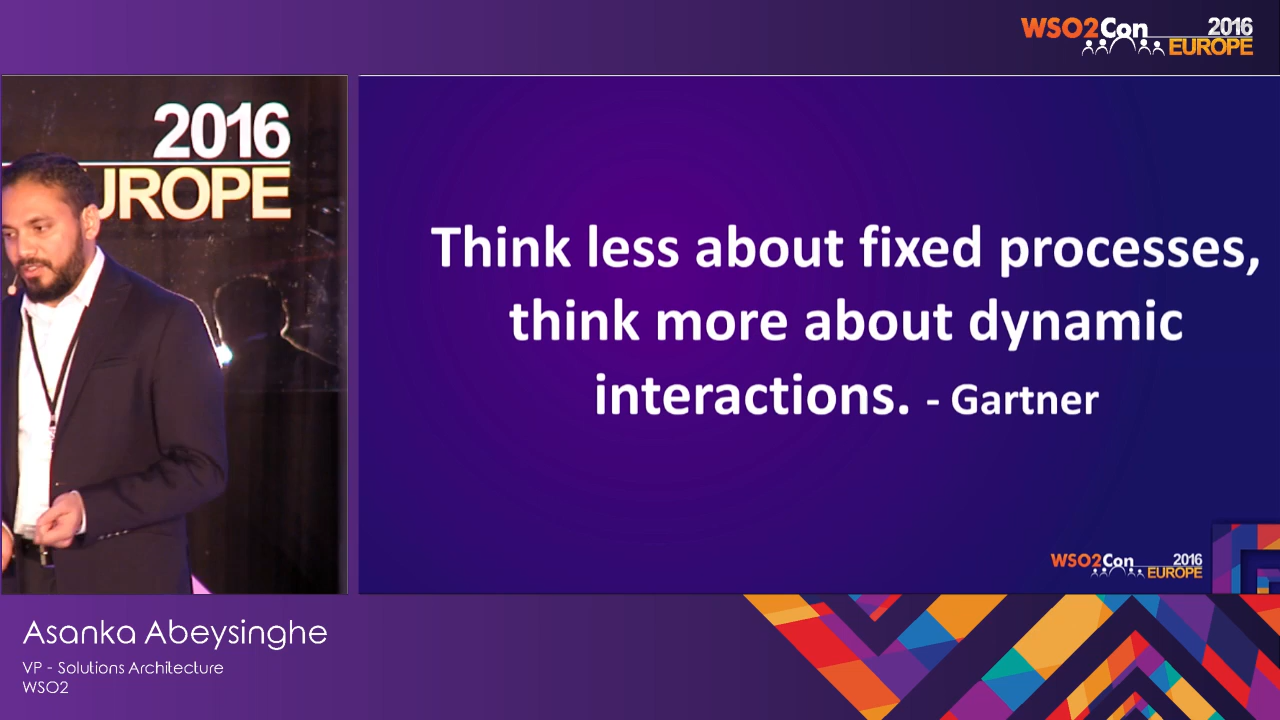 WSO2Con 2016
EUROPE
2016
UROPE
Think less about fixed processes,
think more about dynamic
interactions. - Gartner
WSO2Con 2016
EUROPE
Asanka Abeysinghe
VP - Solutions Architecture
WSO2